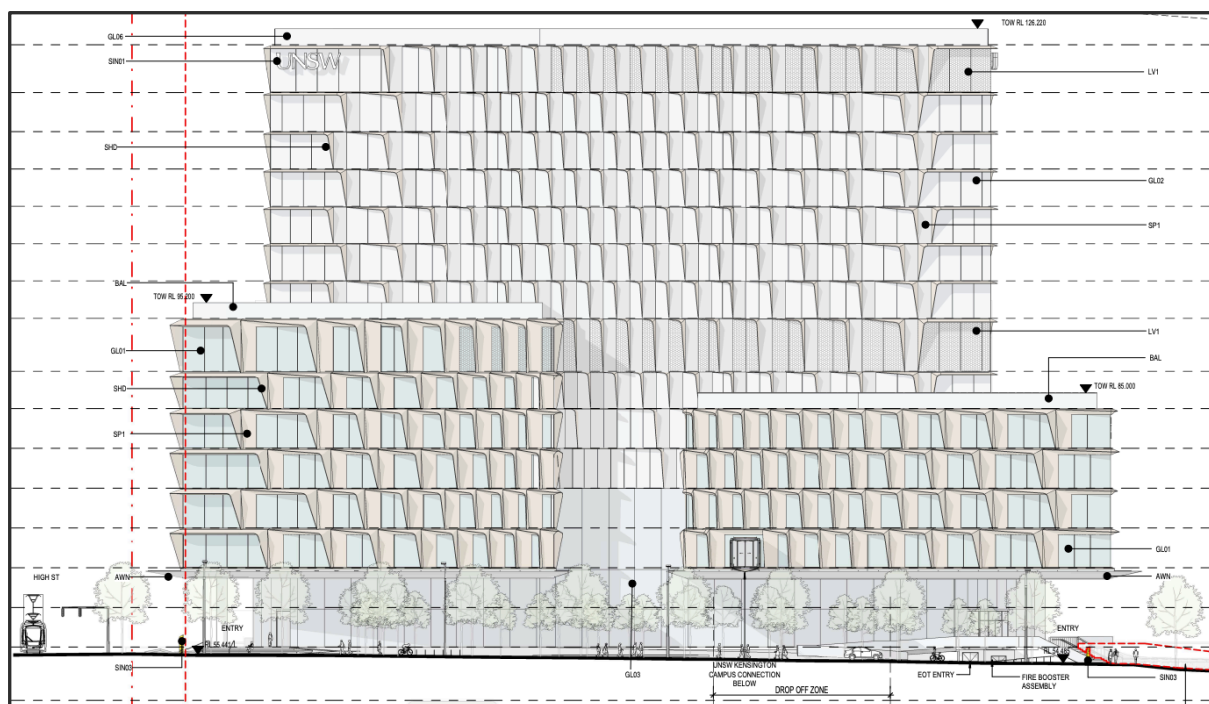 TOW RL 126.220
GL06
SIN01
UNSW
LV1
SHD
GL02
SP1
BAL
TOW RL 95.200
LV1
GL01
BAL
SHD
TOW RL 85.000
SP1
GL01
HIGH ST
AWN
AWN
ENTRY
ENTRY
SIN03
GL03
UNSW KENSINGTON
CAMPUS CONNECTION
BELOW
EOT ENTRY
FIRE BOOSTER
ASSEMBLY
SIN03
DROP OFF ZONE